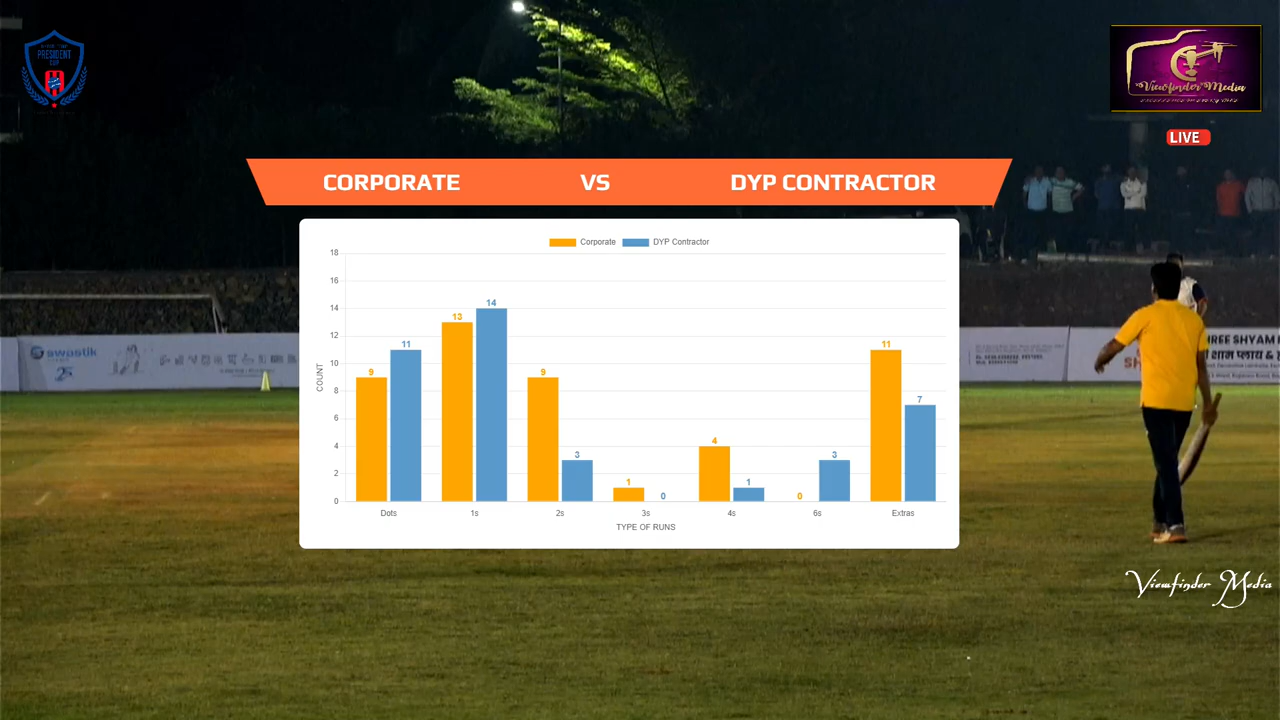 PRESIDENT
CUP
Viewfinder Media
LIVE
CORPORATE VS DYP CONTRACTOR
Corporate DYP Contractor
18
16
14
12
10
8
6
4
2
0
COUNT
9 11 13 14 9 3 1 0 4 1 0 3 11 7
Dots 1s 2s 3s 4s 6s Extras
TYPE OF RUNS
swastik
25
HREE SHYAM
Viewfinder Media